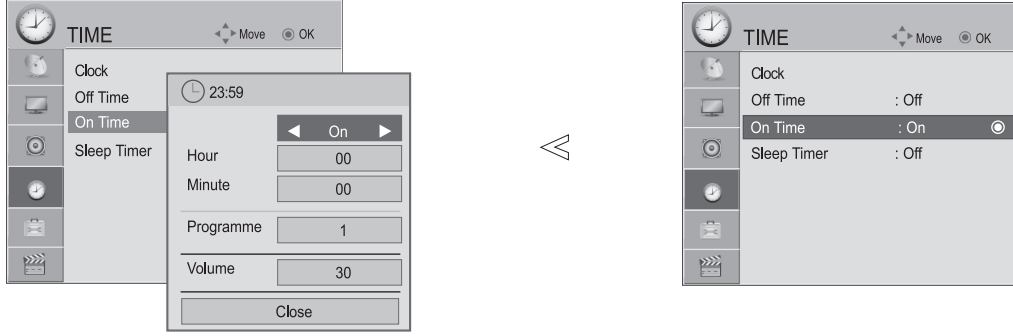 TIME Move OK
Clock
Off Time
On Time
Sleep Timer
23:59
On
Hour 00
Minute 00
Programme 1
Volume 30
Close
TIME Move OK
Clock
Off Time : Off
On Time : On
Sleep Timer : Off